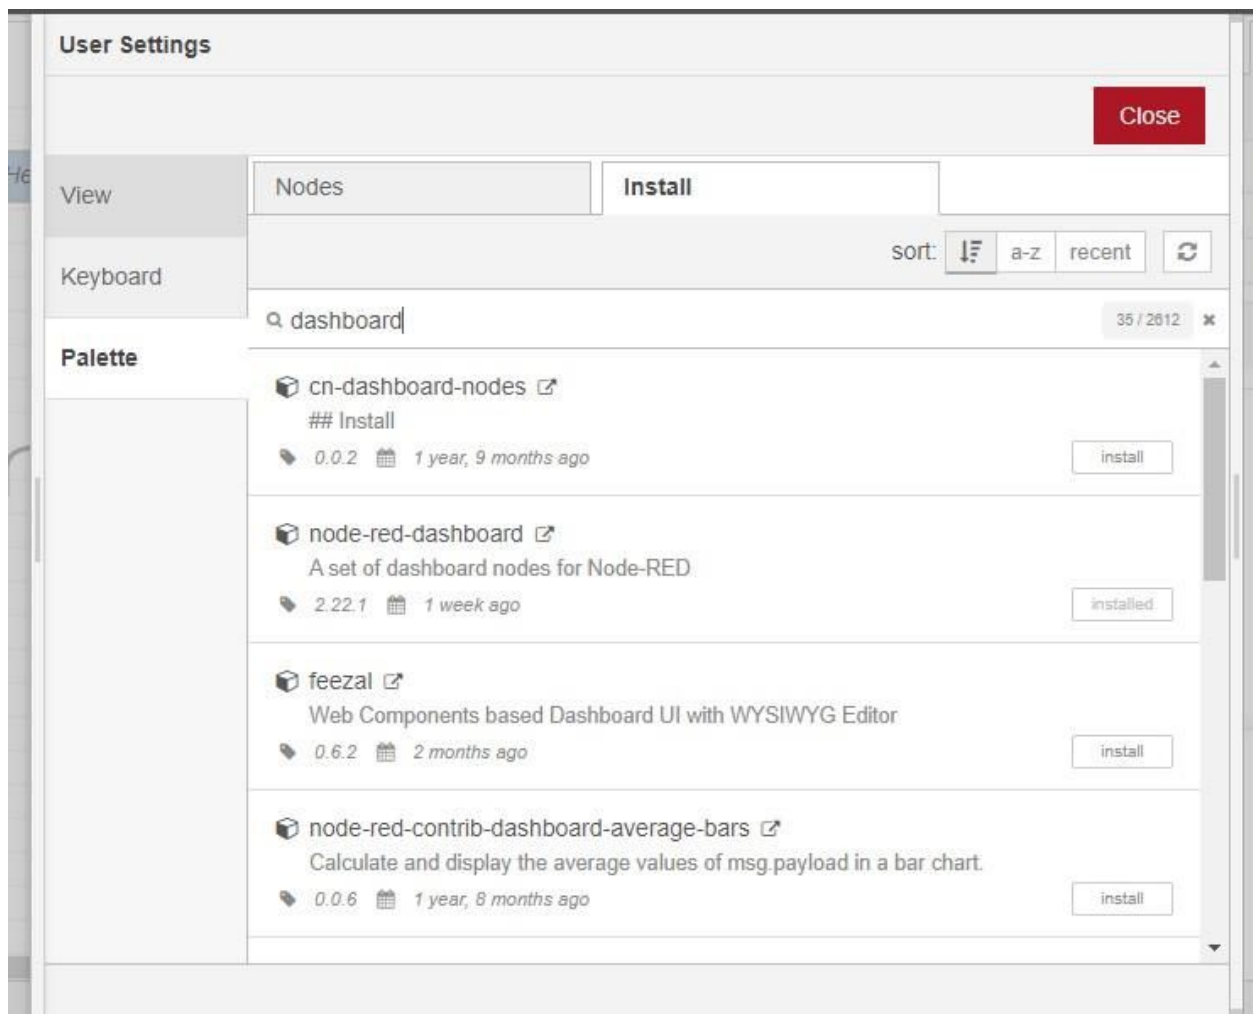 User Settings
Close
He
View
Nodes
Install
sort:
a-z
recent
Keyboard
dashboard
35 / 2612
Palette
cn-dashboard-nodes
## Install
0.0.2
1 year, 9 months ago
install
node-red-dashboard
A set of dashboard nodes for Node-RED
2.22.1
1 week ago
installed
feezal
Web Components based Dashboard UI with WYSIWYG Editor
0.6.2
2 months ago
install
node-red-contrib-dashboard-average-bars
Calculate and display the average values of msg.payload in a bar chart.
0.0.6
1 year, 8 months ago
install